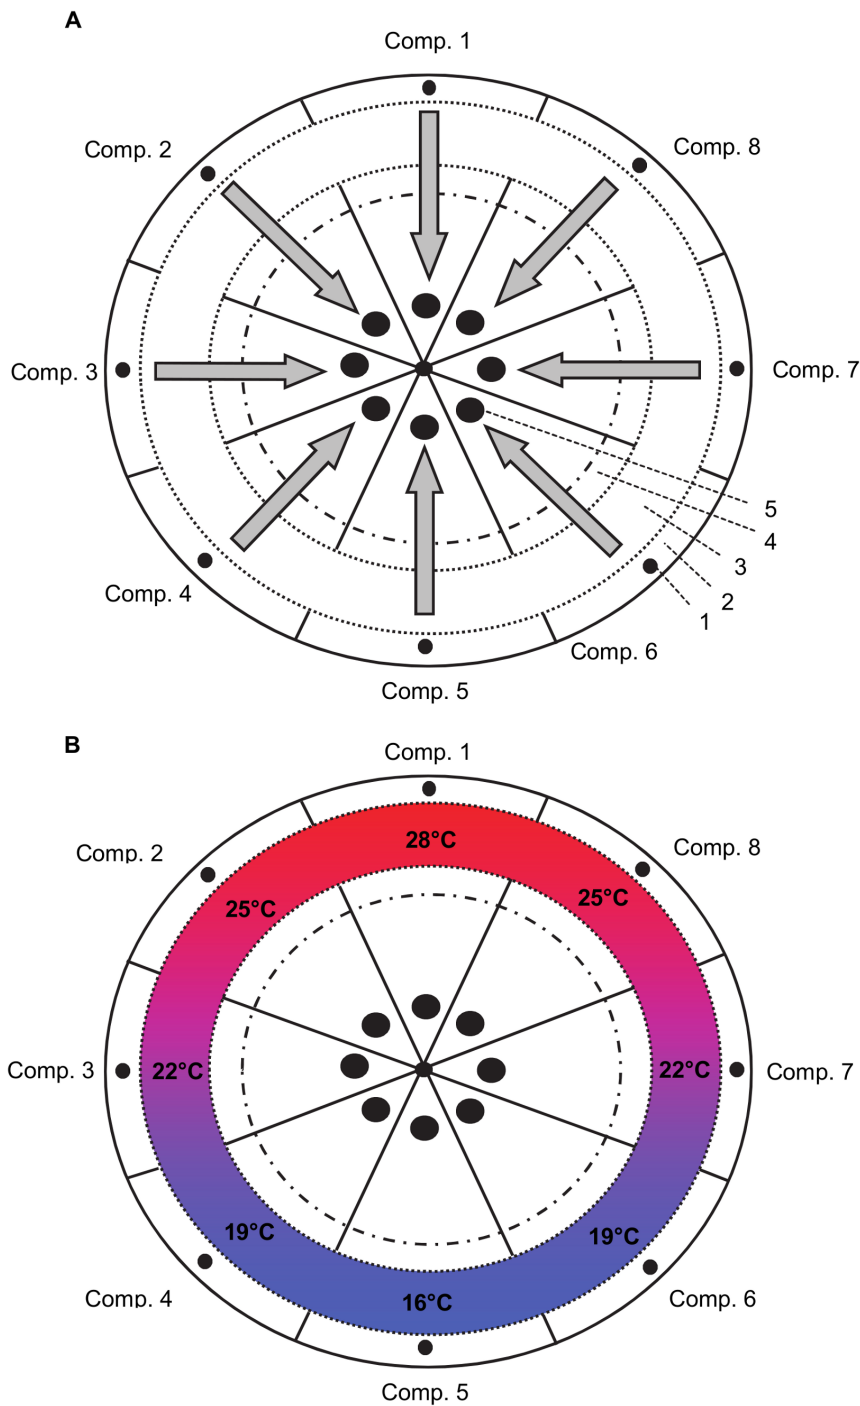 A
Comp. 1
Comp. 2
Comp. 8
Comp. 3
Comp. 7
5
4
3
2
1
Comp. 4
Comp. 6
Comp. 5
B
Comp. 1
28°C
Comp. 2
Comp. 8
25°C
25°C
Comp. 3
22°C
22°C
Comp. 7
19°C
19°C
Comp. 4
16°C
Comp. 6
Comp. 5